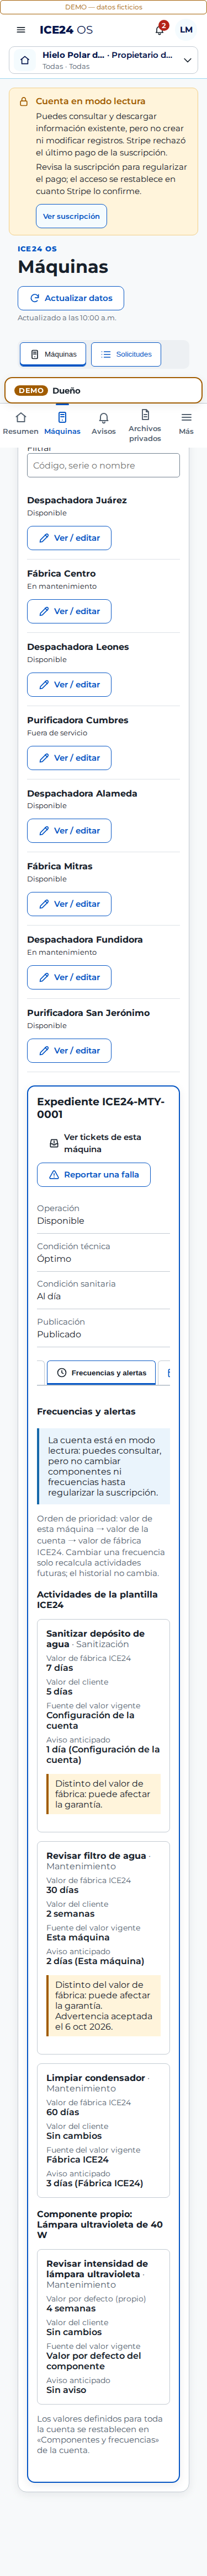 DEMO — datos ficticios
ICE24 OS
2
LM
Hielo Polar d... · Propietario d...
Todas · Todas
Cuenta en modo lectura
Puedes consultar y descargar
información existente, pero no crear
ni modificar registros. Stripe rechazó
el último pago de la suscripción.
Revisa la suscripción para regularizar
el pago; el acceso se restablece en
cuanto Stripe lo confirme.
Ver suscripción
ICE24 OS
Máquinas
Actualizar datos
Actualizado a las 10:00 a.m.
Máquinas
Solicitudes
DEMO Dueño
Resumen
Máquinas
Avisos
Archivos
privados
Más
Filtrar
Código, serie o nombre
Despachadora Juárez
Disponible
Ver / editar
Fábrica Centro
En mantenimiento
Ver / editar
Despachadora Leones
Disponible
Ver / editar
Purificadora Cumbres
Fuera de servicio
Ver / editar
Despachadora Alameda
Disponible
Ver / editar
Fábrica Mitras
Disponible
Ver / editar
Despachadora Fundidora
En mantenimiento
Ver / editar
Purificadora San Jerónimo
Disponible
Ver / editar
Expediente ICE24-MTY-
0001
Ver tickets de esta
máquina
Reportar una falla
Operación
Disponible
Condición técnica
Óptimo
Condición sanitaria
Al día
Publicación
Publicado
Frecuencias y alertas
Frecuencias y alertas
La cuenta está en modo
lectura: puedes consultar,
pero no cambiar
componentes ni
frecuencias hasta
regularizar la suscripción.
Orden de prioridad: valor de
esta máquina → valor de la
cuenta → valor de fábrica
ICE24. Cambiar una frecuencia
solo recalcula actividades
futuras; el historial no cambia.
Actividades de la plantilla
ICE24
Sanitizar depósito de
agua · Sanitización
Valor de fábrica ICE24
7 días
Valor del cliente
5 días
Fuente del valor vigente
Configuración de la
cuenta
Aviso anticipado
1 día (Configuración de la
cuenta)
Distinto del valor de
fábrica: puede afectar
la garantía.
Revisar filtro de agua ·
Mantenimiento
Valor de fábrica ICE24
30 días
Valor del cliente
2 semanas
Fuente del valor vigente
Esta máquina
Aviso anticipado
2 días (Esta máquina)
Distinto del valor de
fábrica: puede afectar
la garantía.
Advertencia aceptada
el 6 oct 2026.
Limpiar condensador ·
Mantenimiento
Valor de fábrica ICE24
60 días
Valor del cliente
Sin cambios
Fuente del valor vigente
Fábrica ICE24
Aviso anticipado
3 días (Fábrica ICE24)
Componente propio:
Lámpara ultravioleta de 40
W
Revisar intensidad de
lámpara ultravioleta ·
Mantenimiento
Valor por defecto (propio)
4 semanas
Valor del cliente
Sin cambios
Fuente del valor vigente
Valor por defecto del
componente
Aviso anticipado
Sin aviso
Los valores definidos para toda
la cuenta se restablecen en
«Componentes y frecuencias»
de la cuenta.